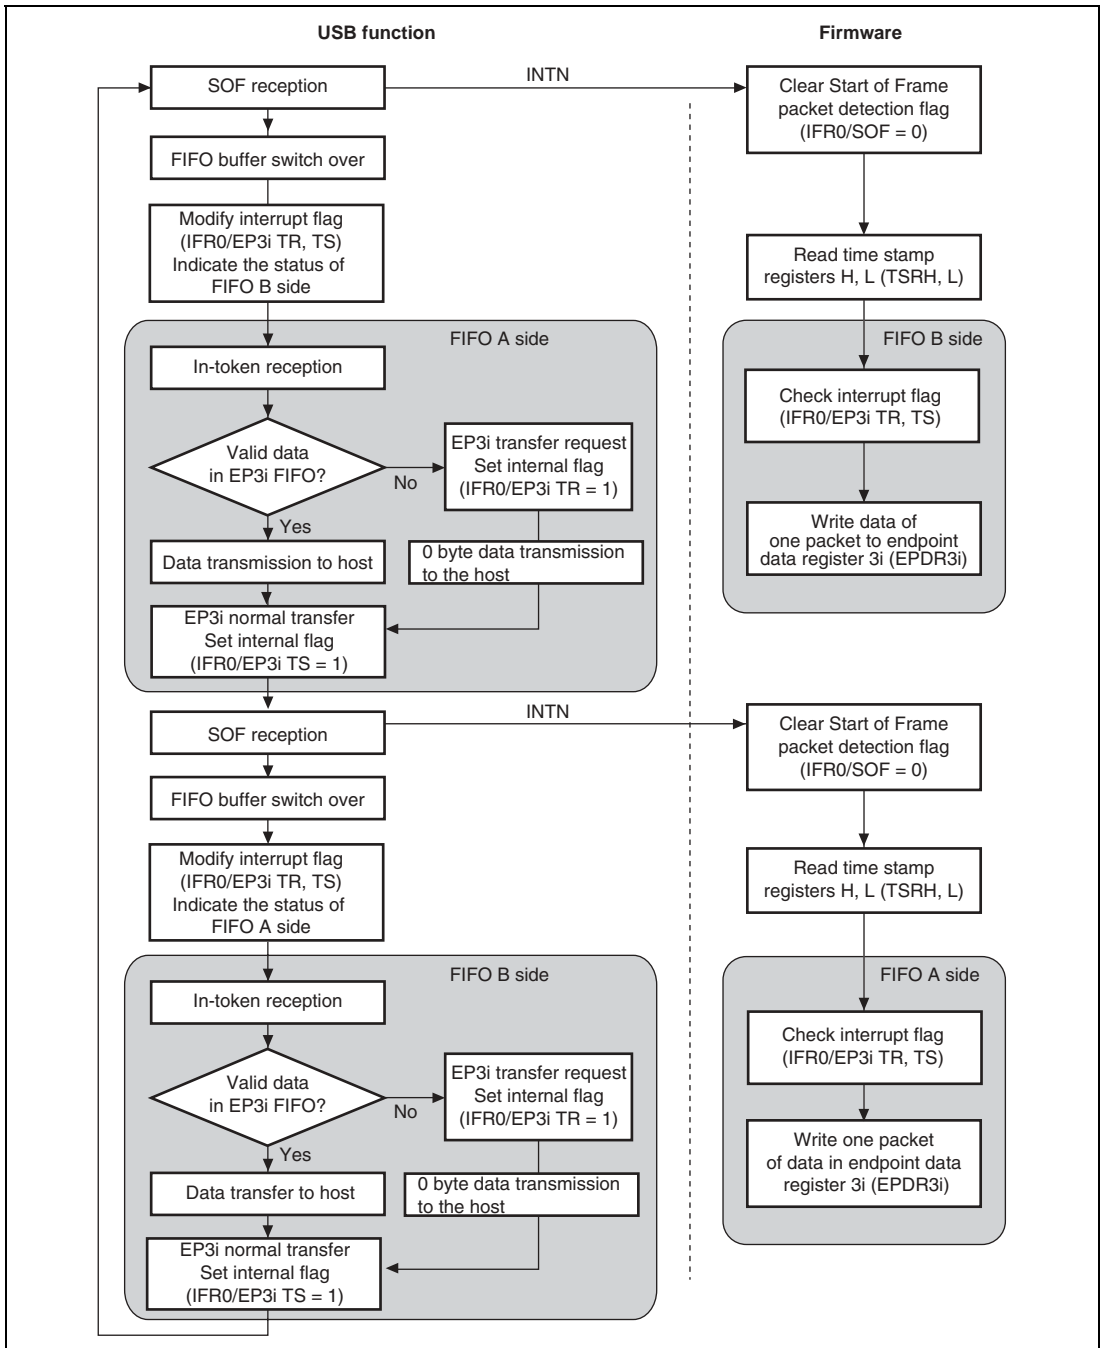 USB function
Firmware
SOF reception
INTN
Clear Start of Frame
packet detection flag
(IFR0/SOF = 0)
FIFO buffer switch over
Modify interrupt flag
(IFR0/EP3i TR, TS)
Indicate the status of
FIFO B side
Read time stamp
registers H, L (TSRH, L)
FIFO A side
In-token reception
Valid data
in EP3i FIFO?
No
EP3i transfer request
Set internal flag
(IFR0/EP3i TR = 1)
Yes
Data transmission to host
0 byte data transmission
to the host
EP3i normal transfer
Set internal flag
(IFR0/EP3i TS = 1)
FIFO B side
Check interrupt flag
(IFR0/EP3i TR, TS)
Write data of
one packet to endpoint
data register 3i (EPDR3i)
SOF reception
INTN
Clear Start of Frame
packet detection flag
(IFR0/SOF = 0)
FIFO buffer switch over
Modify interrupt flag
(IFR0/EP3i TR, TS)
Indicate the status of
FIFO A side
Read time stamp
registers H, L (TSRH, L)
FIFO B side
In-token reception
Valid data
in EP3i FIFO?
No
EP3i transfer request
Set internal flag
(IFR0/EP3i TR = 1)
Yes
Data transfer to host
0 byte data transmission
to the host
EP3i normal transfer
Set internal flag
(IFR0/EP3i TS = 1)
FIFO A side
Check interrupt flag
(IFR0/EP3i TR, TS)
Write one packet
of data in endpoint data
register 3i (EPDR3i)